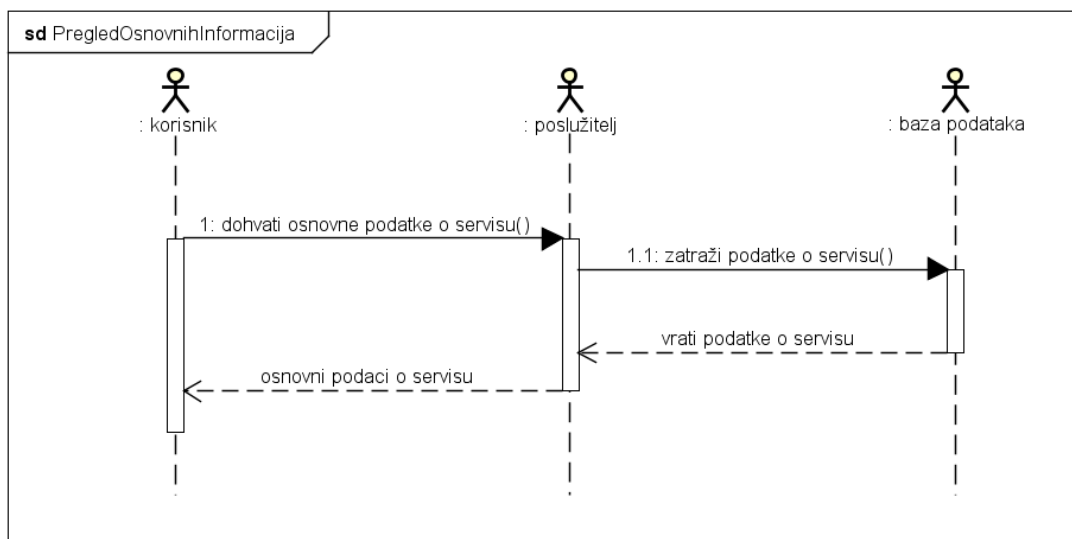 sd PregledOsnovnihInformacija
: korisnik
: poslužitelj
: baza podataka
1: dohvati osnovne podatke o servisu()
1.1: zatraži podatke o servisu()
vrati podatke o servisu
osnovni podaci o servisu